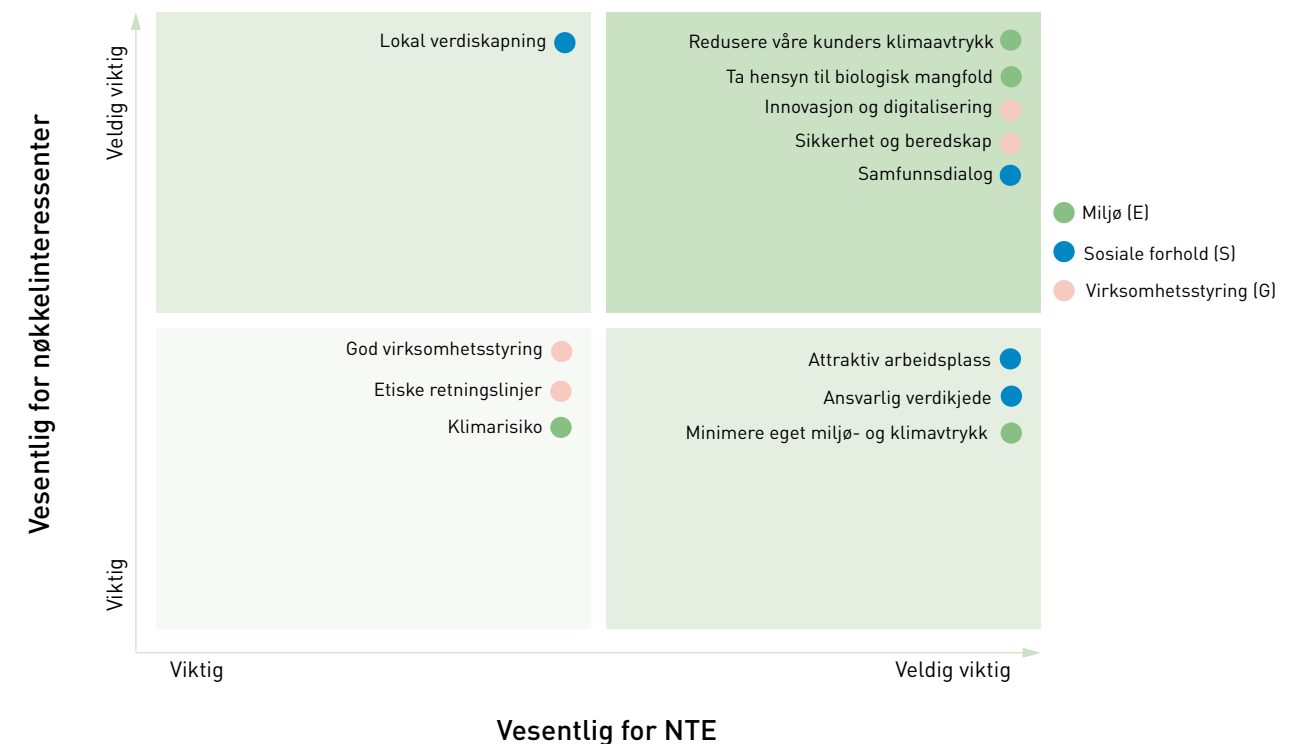 Vesentlig for nøkkelinteressenter
Veldig viktig
Viktig
Lokal verdiskapning
Redusere våre kunders klimaavtrykk
Ta hensyn til biologisk mangfold
Innovasjon og digitalisering
Sikkerhet og beredskap
Samfunnsdialog
Miljø (E)
Sosiale forhold (S)
Virksomhetsstyring (G)
God virksomhetsstyring
Etiske retningslinjer
Klimarisiko
Attraktiv arbeidsplass
Ansvarlig verdikjede
Minimere eget miljø- og klimavtrykk
Viktig
Veldig viktig
Vesentlig for NTE